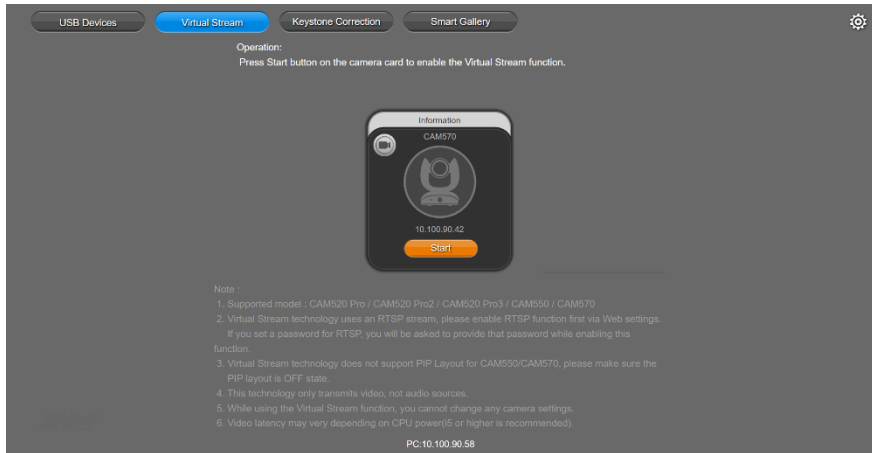 USB Devices Virtual Stream Keystone Correction Smart Gallery
Operation:
Press Start button on the camera card to enable the Virtual Stream function.
Information
CAM570
10.100.90.42
Start
Note :
1. Supported model : CAM520 Pro / CAM520 Pro2 / CAM520 Pro3 / CAM550 / CAM570
2. Virtual Stream technology uses an RTSP stream, please enable RTSP function first via Web settings.
If you set a password for RTSP, you will be asked to provide that password while enabling this
function.
3. Virtual Stream technology does not support PIP Layout for CAM550/CAM570, please make sure the
PIP layout is OFF state.
4. This technology only transmits video, not audio sources.
5. While using the Virtual Stream function, you cannot change any camera settings.
6. Video latency may very depending on CPU power(i5 or higher is recommended).
PC:10.100.90.58